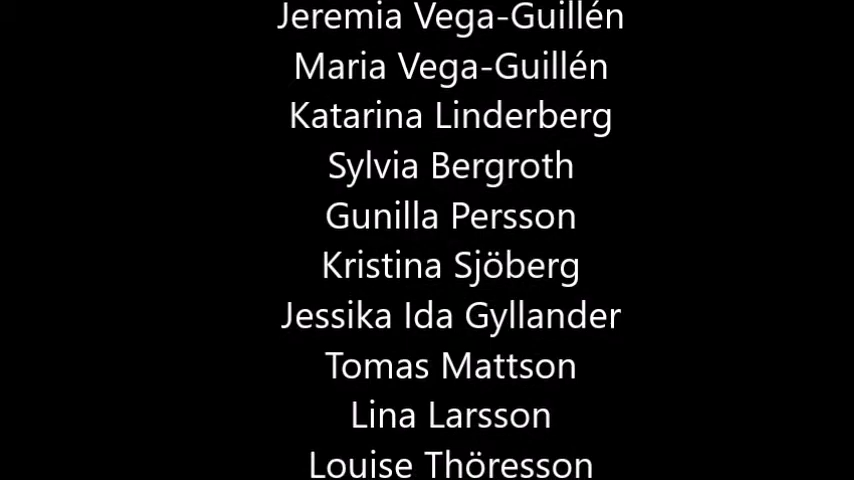 Jeremia Vega-Guillén
Maria Vega-Guillén
Katarina Linderberg
Sylvia Bergroth
Gunilla Persson
Kristina Sjöberg
Jessika Ida Gyllander
Tomas Mattson
Lina Larsson
Louise Thöresson